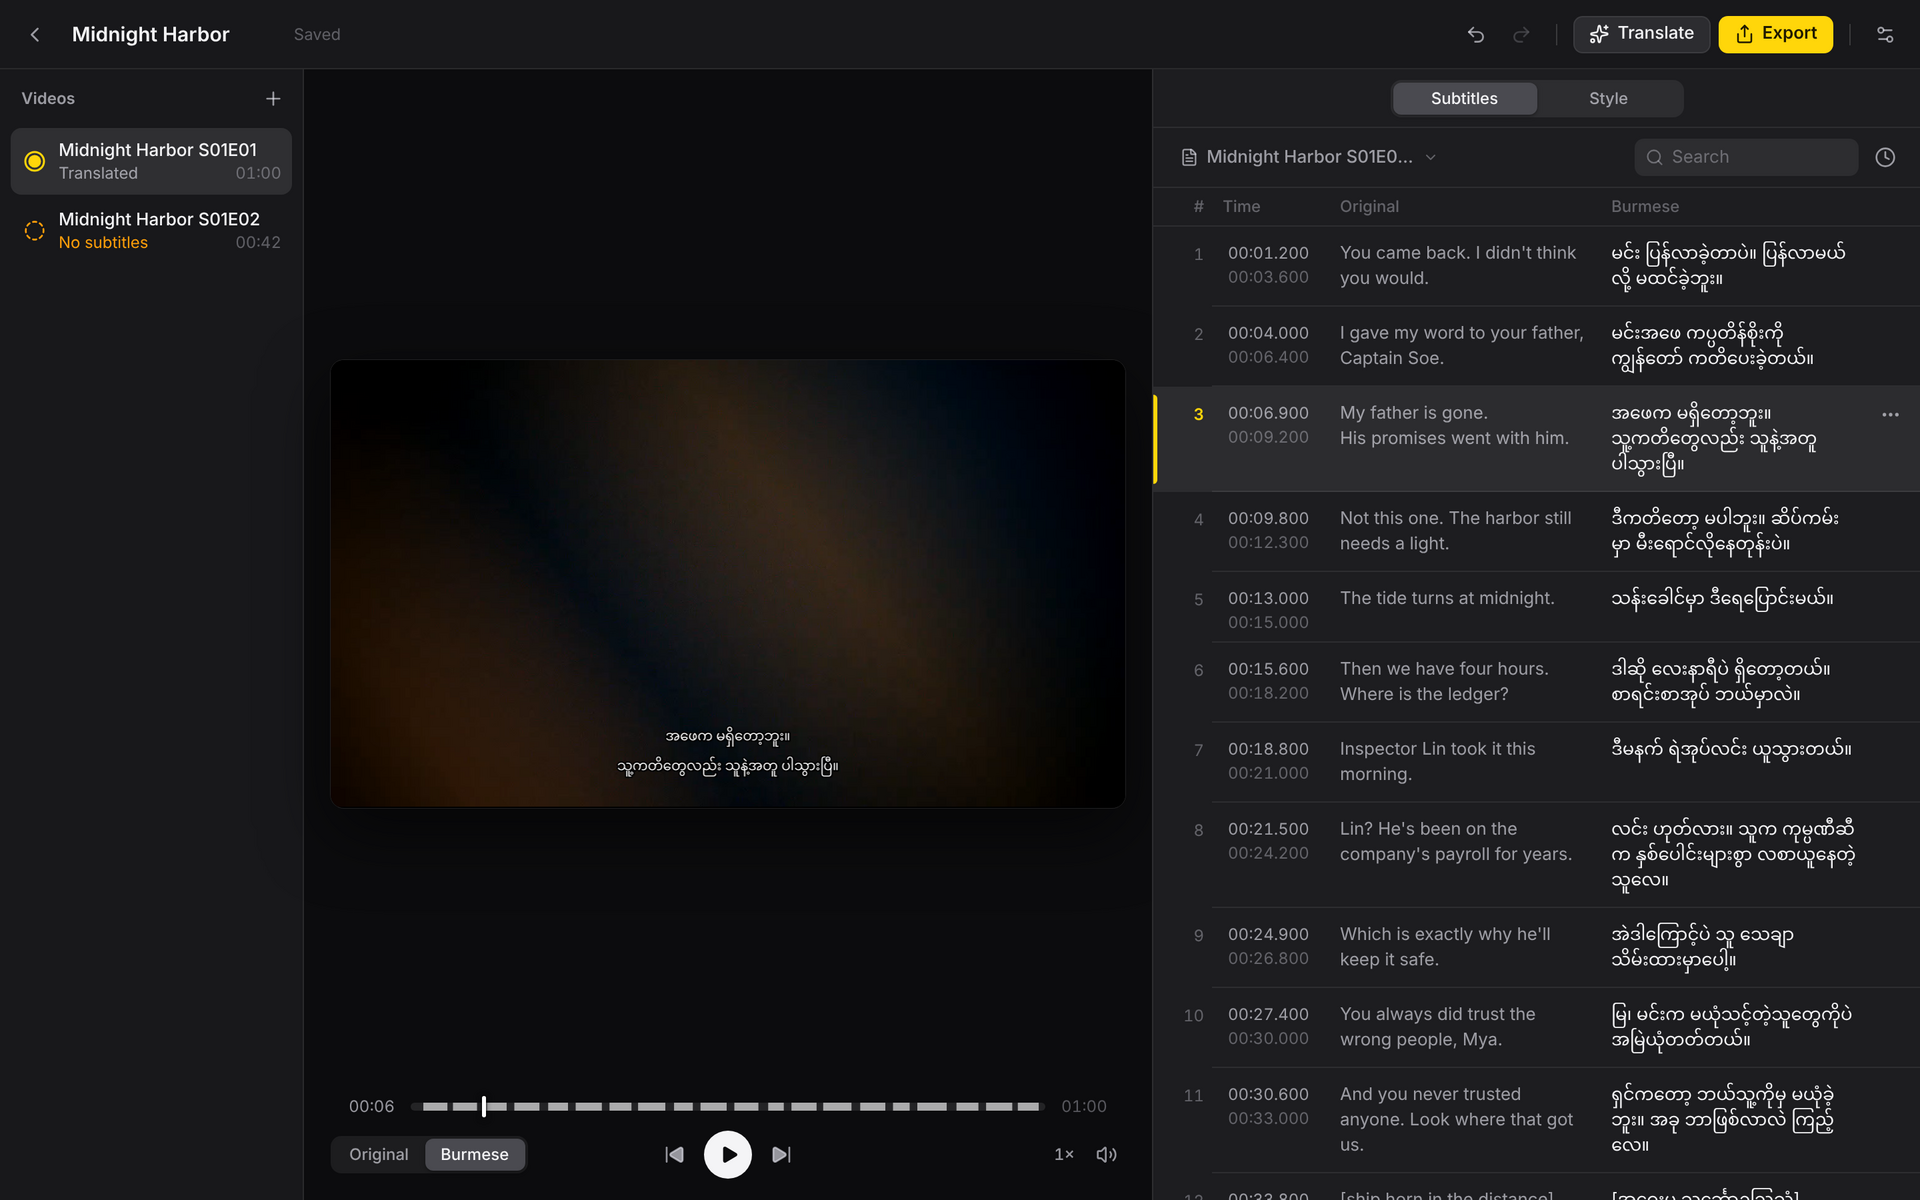 Midnight Harbor
Saved
Translate
Export
Videos
Midnight Harbor S01E01
Translated 01:00
Midnight Harbor S01E02
No subtitles 00:42
အဖေက မရှိတော့ဘူး။
သူ့ကတိတွေလည်း သူနဲ့အတူ ပါသွားပြီ။
00:06
01:00
Original
Burmese
1×
Subtitles
Style
Midnight Harbor S01E0...
Search
# Time Original Burmese
1
00:01.200
00:03.600
You came back. I didn't think
you would.
မင်း ပြန်လာခဲ့တာပဲ။ ပြန်လာမယ်
လို့ မထင်ခဲ့ဘူး။
2
00:04.000
00:06.400
I gave my word to your father,
Captain Soe.
မင်းအဖေ ကပ္ပတိန်စိုးကို
ကျွန်တော် ကတိပေးခဲ့တယ်။
3
00:06.900
00:09.200
My father is gone.
His promises went with him.
အဖေက မရှိတော့ဘူး။
သူ့ကတိတွေလည်း သူနဲ့အတူ
ပါသွားပြီ။
4
00:09.800
00:12.300
Not this one. The harbor still
needs a light.
ဒီကတိတော့ မပါဘူး။ ဆိပ်ကမ်း
မှာ မီးရောင်လိုနေတုန်းပဲ။
5
00:13.000
00:15.000
The tide turns at midnight.
သန်းခေါင်မှာ ဒီရေပြောင်းမယ်။
6
00:15.600
00:18.200
Then we have four hours.
Where is the ledger?
ဒါဆို လေးနာရီပဲ ရှိတော့တယ်။
စာရင်းစာအုပ် ဘယ်မှာလဲ။
7
00:18.800
00:21.000
Inspector Lin took it this
morning.
ဒီမနက် ရဲအုပ်လင်း ယူသွားတယ်။
8
00:21.500
00:24.200
Lin? He's been on the
company's payroll for years.
လင်း ဟုတ်လား။ သူက ကုမ္ပဏီဆီ
က နှစ်ပေါင်းများစွာ လစာယူနေတဲ့
သူလေ။
9
00:24.900
00:26.800
Which is exactly why he'll
keep it safe.
အဲဒါကြောင့်ပဲ သူ သေချာ
သိမ်းထားမှာပေါ့။
10
00:27.400
00:30.000
You always did trust the
wrong people, Mya.
မြ၊ မင်းက မယုံသင့်တဲ့သူတွေကိုပဲ
အမြဲယုံတတ်တယ်။
11
00:30.600
00:33.000
And you never trusted
anyone. Look where that got
us.
ရှင်ကတော့ ဘယ်သူ့ကိုမှ မယုံခဲ့
ဘူး။ အခု ဘာဖြစ်လာလဲ ကြည့်
လေ။
12
00:33.800
[ship horn in the distance]